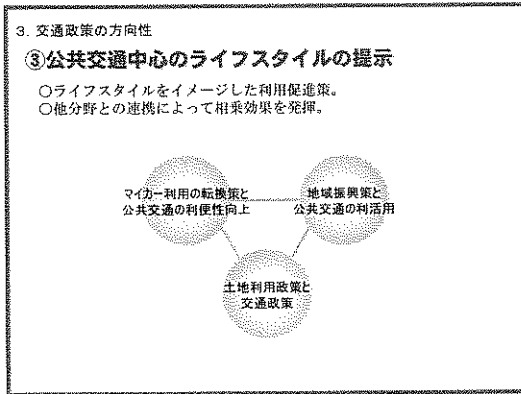 3. 交通政策の方向性
③公共交通中心のライフスタイルの提示
○ライフスタイルをイメージした利用促進策。
○他分野との連携によって相乗効果を発揮。
マイカー利用の転換策と
公共交通の利便性向上
地域振興策と
公共交通の利活用
土地利用政策と
交通政策